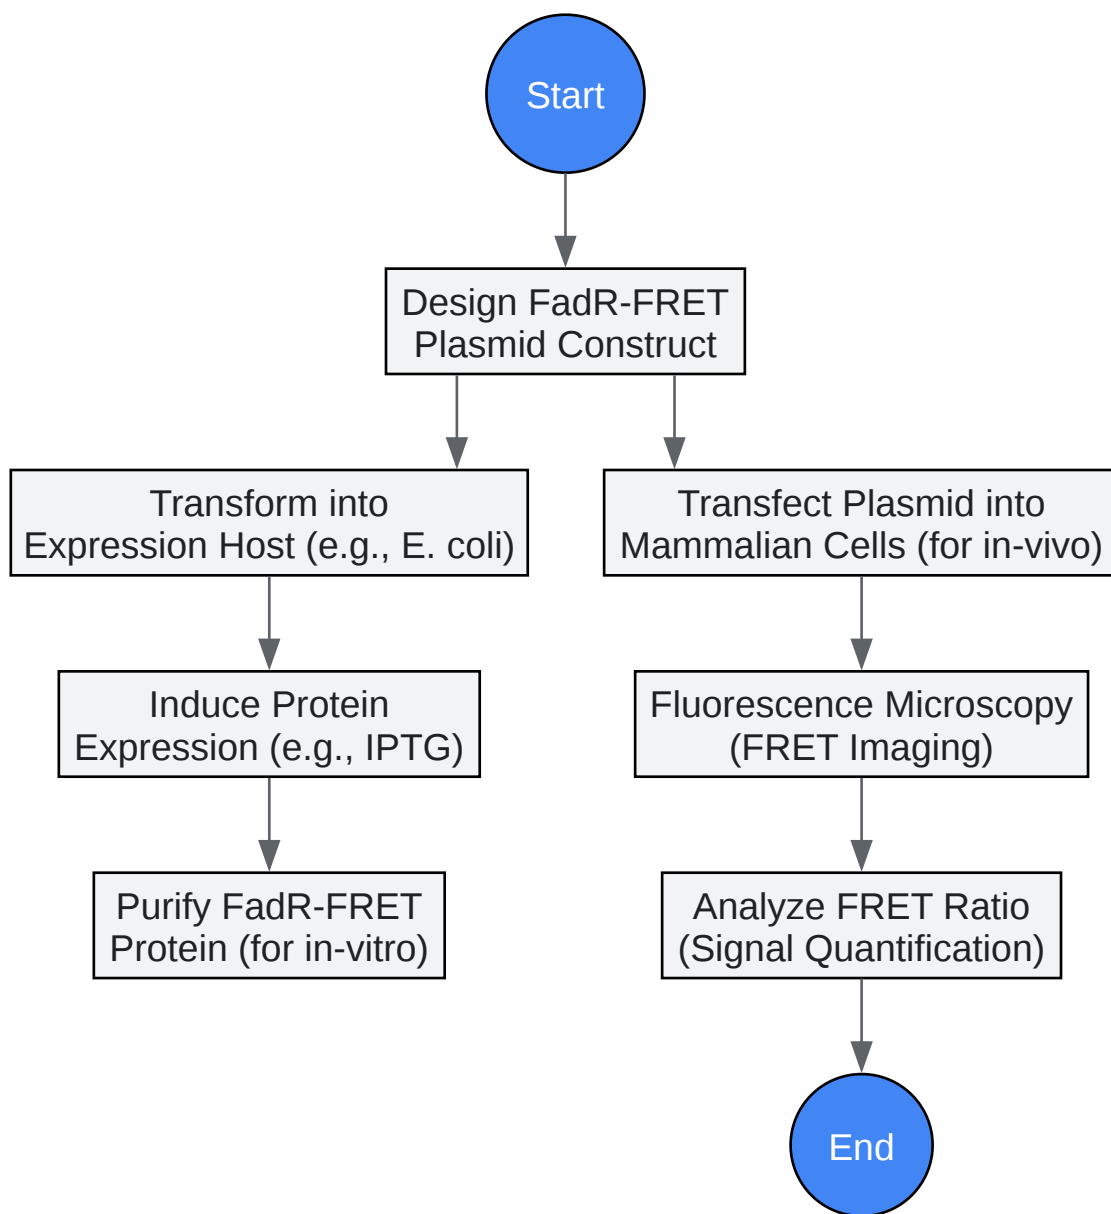 Start
Design FadR-FRET
Plasmid Construct
Transform into
Expression Host (e.g., E. coli)
Transfect Plasmid into
Mammalian Cells (for in-vivo)
Induce Protein
Expression (e.g., IPTG)
Fluorescence Microscopy
(FRET Imaging)
Purify FadR-FRET
Protein (for in-vitro)
Analyze FRET Ratio
(Signal Quantification)
End